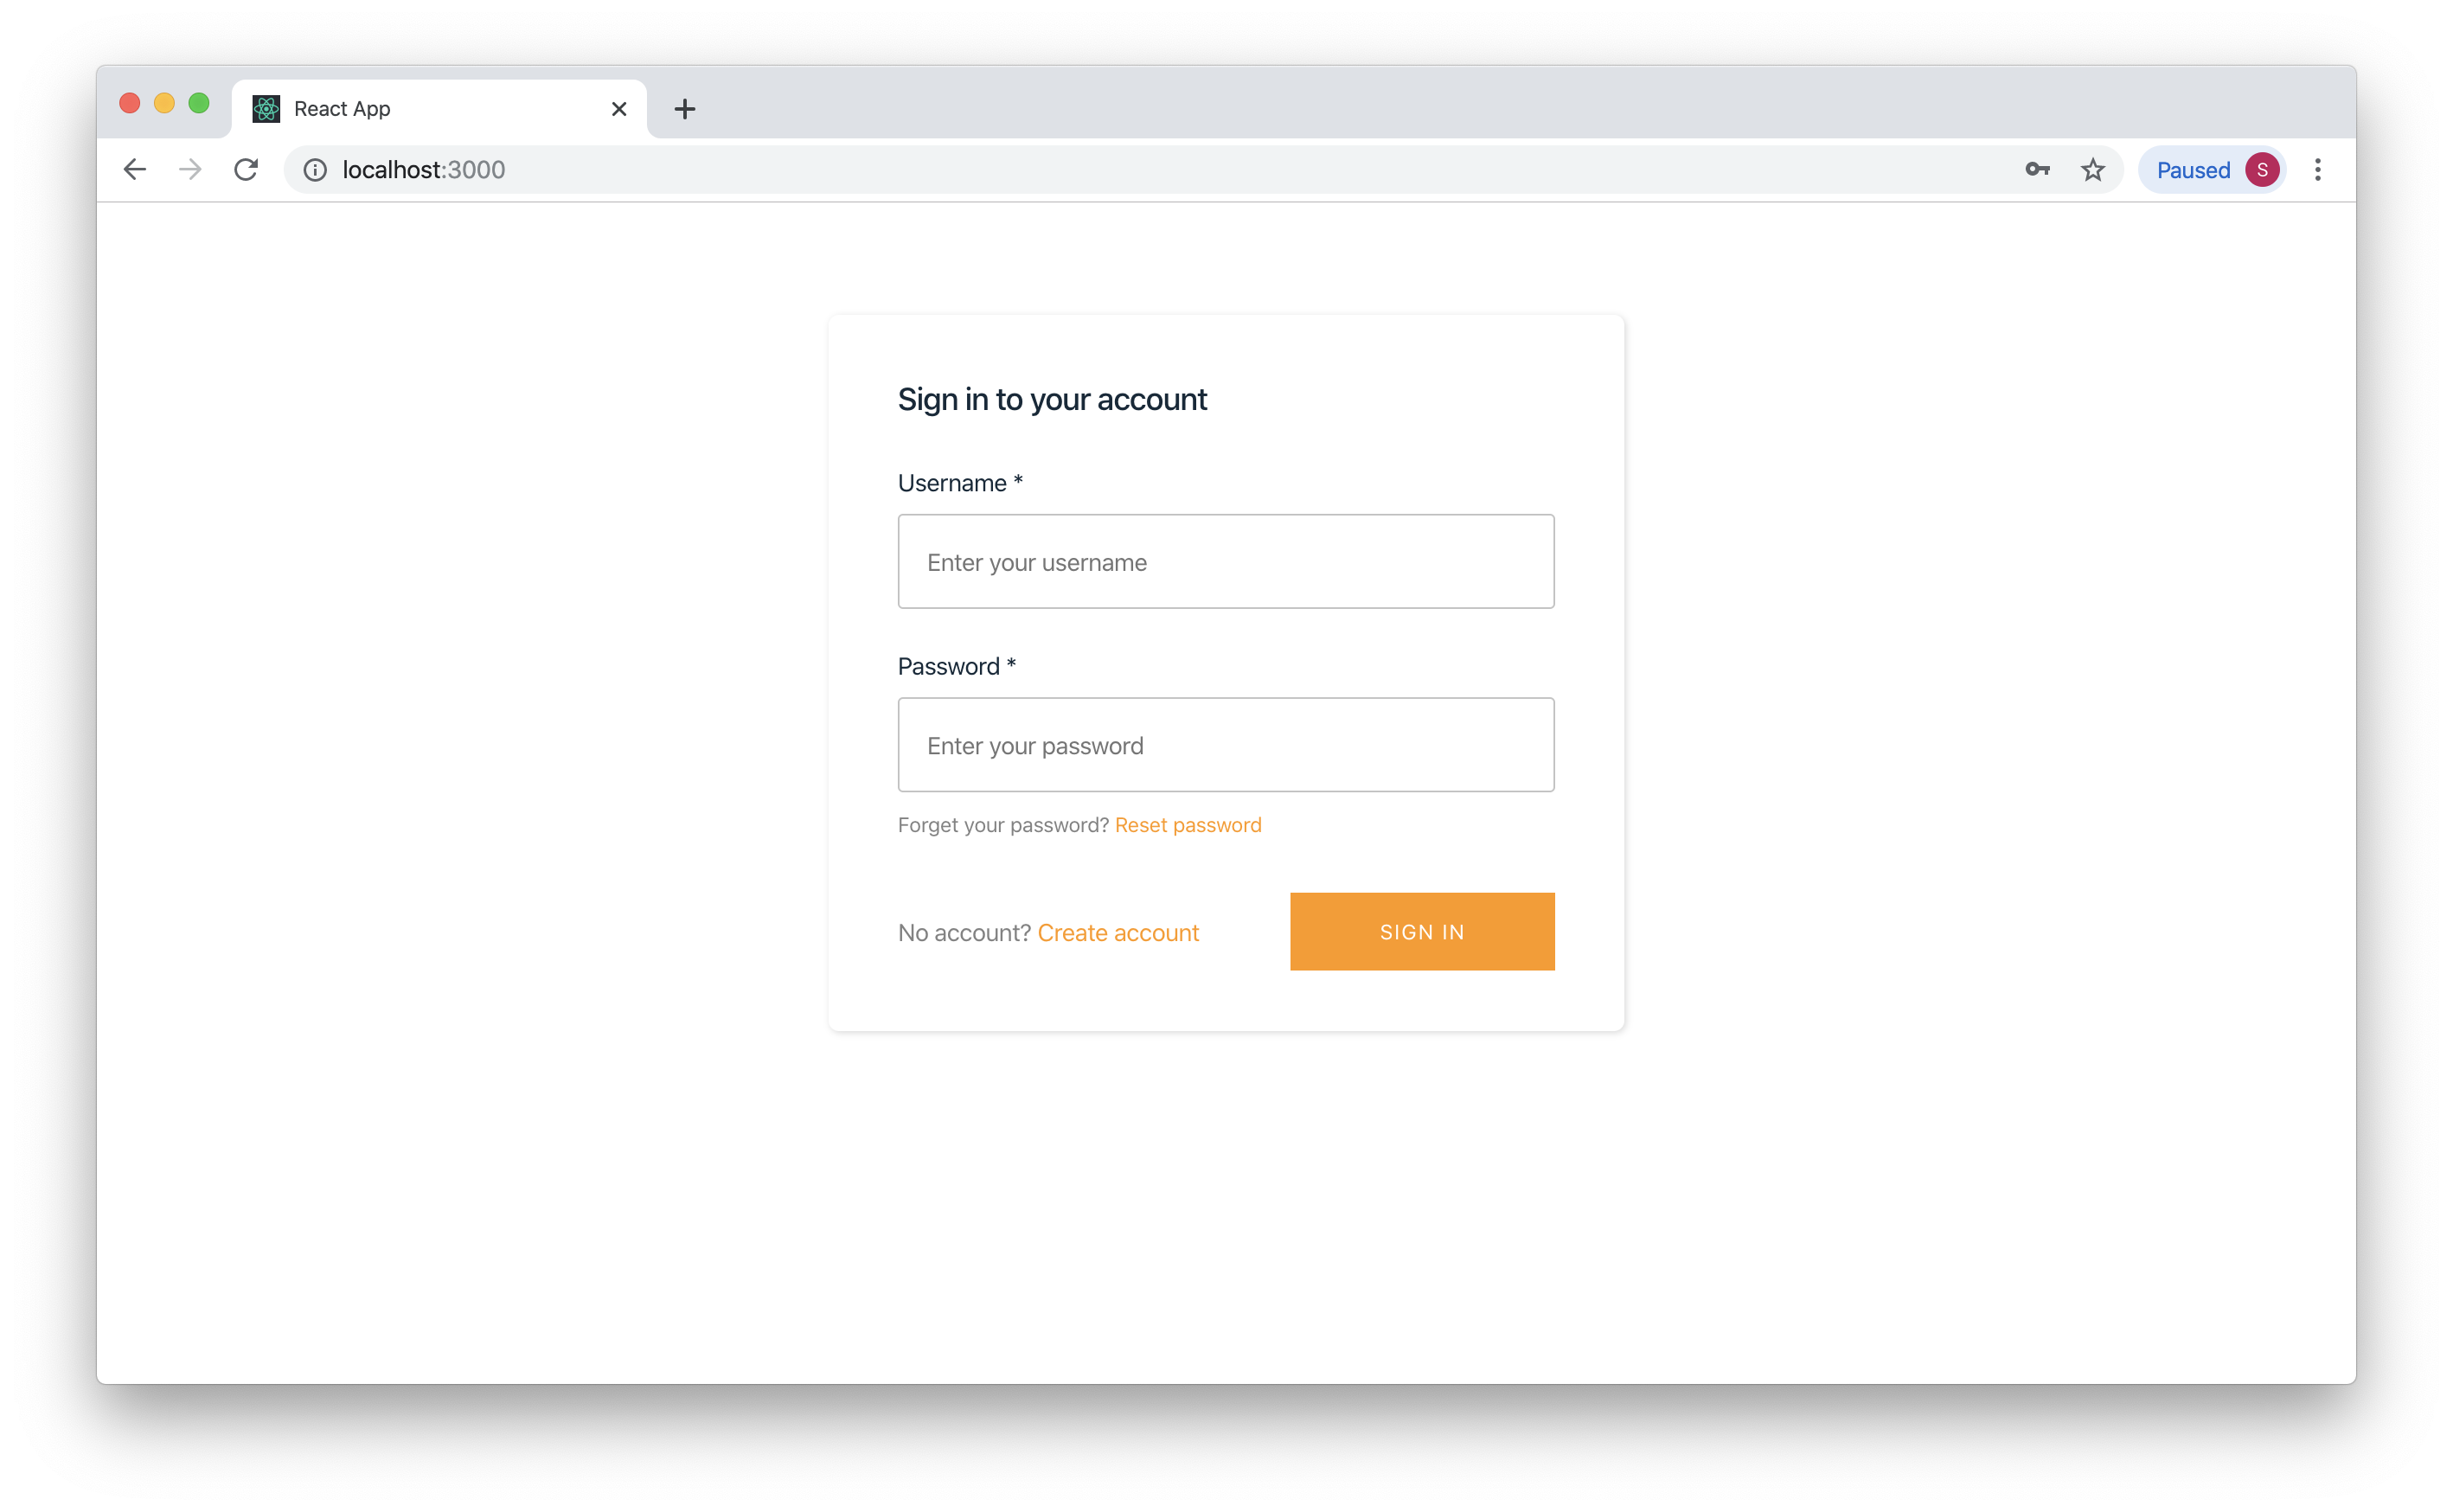 React App
localhost:3000
Paused S
Sign in to your account
Username *
Enter your username
Password *
Enter your password
Forget your password? Reset password
No account? Create account
SIGN IN